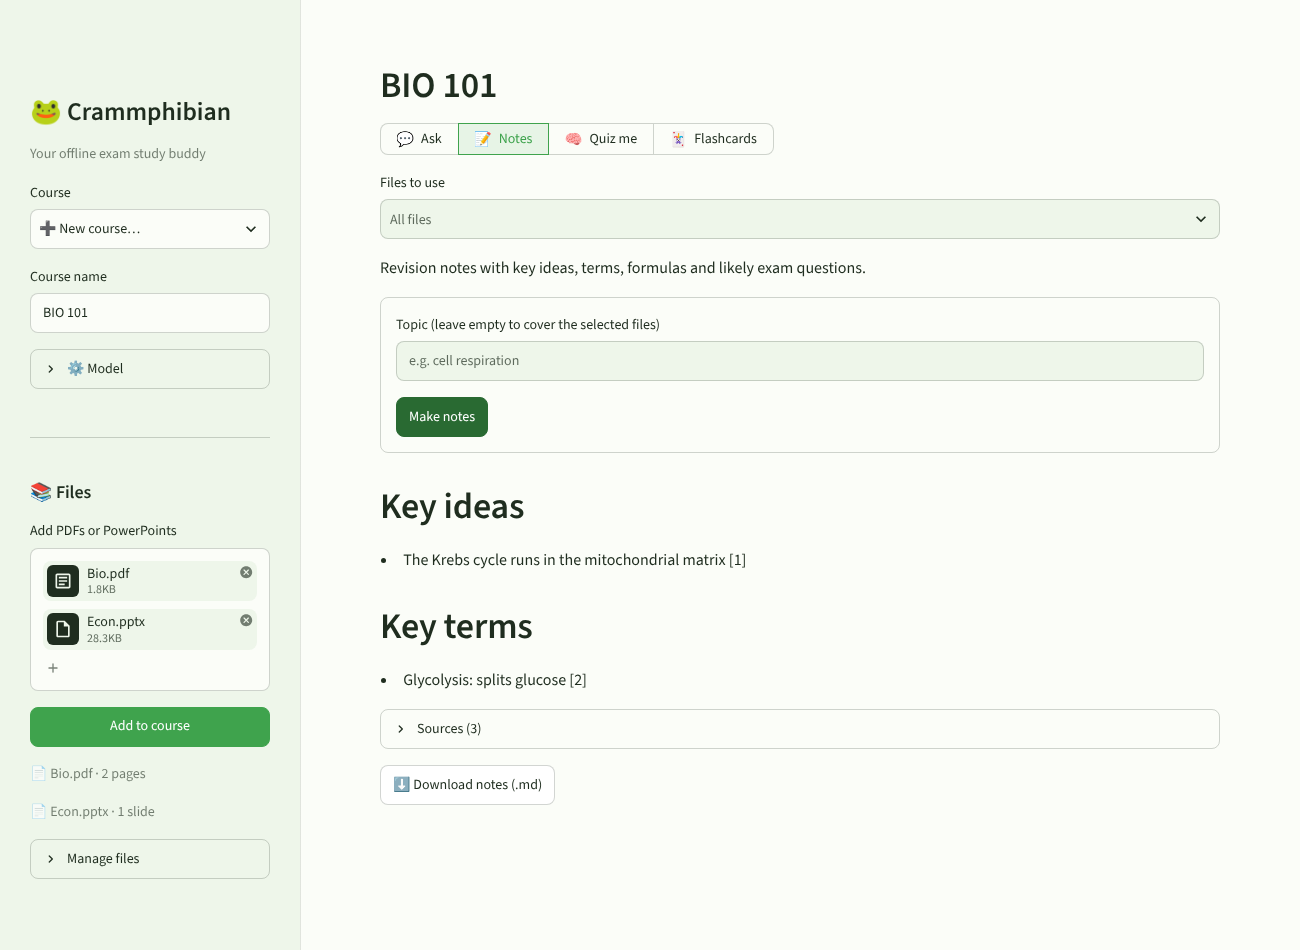 🐸 Crammphibian
Your offline exam study buddy
Course
➕ New course...
Course name
BIO 101
⚙️ Model
📚 Files
Add PDFs or PowerPoints
Bio.pdf
1.8KB
Econ.pptx
28.3KB
+
Add to course
📄 Bio.pdf · 2 pages
📄 Econ.pptx · 1 slide
Manage files
BIO 101
💬 Ask 📝 Notes 🧠 Quiz me 🃏 Flashcards
Files to use
All files
Revision notes with key ideas, terms, formulas and likely exam questions.
Topic (leave empty to cover the selected files)
e.g. cell respiration
Make notes
Key ideas
• The Krebs cycle runs in the mitochondrial matrix [1]
Key terms
• Glycolysis: splits glucose [2]
Sources (3)
⬇️ Download notes (.md)